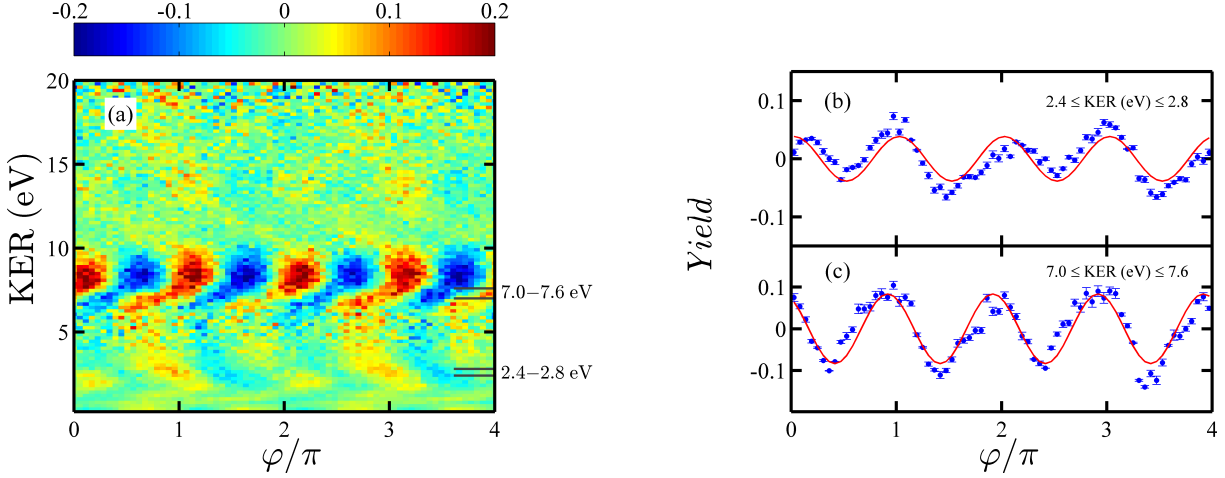 -0.2 -0.1 0 0.1 0.2
(a)
KER (eV)
20
15
10
5
7.0−7.6 eV
2.4−2.8 eV
0 1 2 3 4
φ/π
Yield
(b)
2.4 ≤ KER (eV) ≤ 2.8
0.1
0
-0.1
(c)
7.0 ≤ KER (eV) ≤ 7.6
0.1
0
-0.1
0 1 2 3 4
φ/π